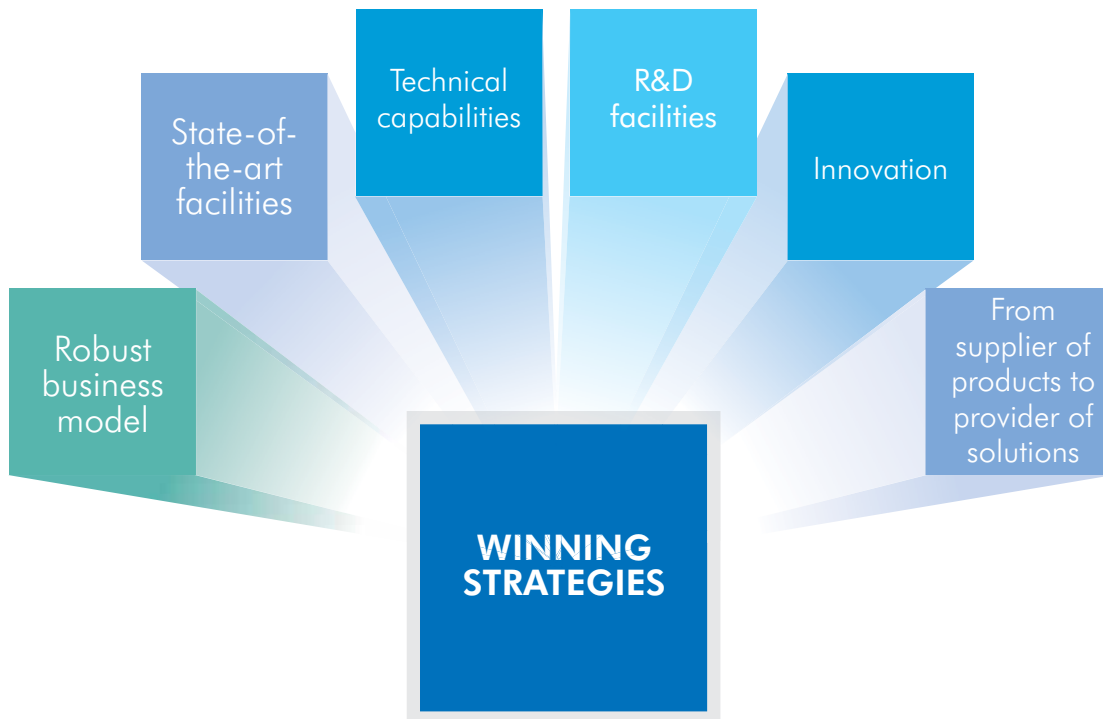 Robust
business
model
State-of-
the-art
facilities
Technical
capabilities
R&D
facilities
Innovation
From
supplier of
products to
provider of
solutions
WINNING
STRATEGIES